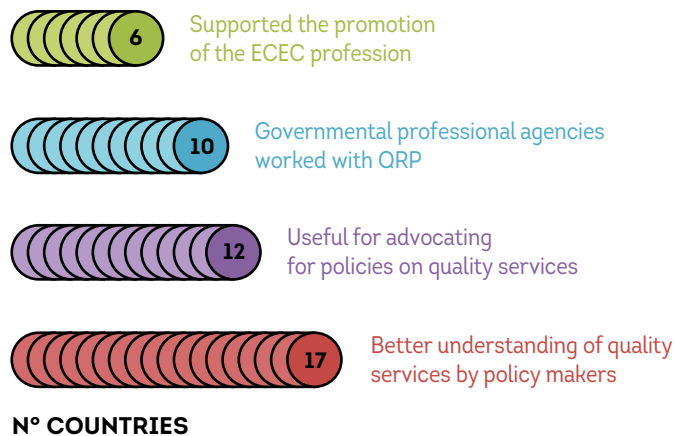 6
Supported the promotion
of the ECEC profession
10
Governmental professional agencies
worked with QRP
12
Useful for advocating
for policies on quality services
17
Better understanding of quality
services by policy makers
N° COUNTRIES